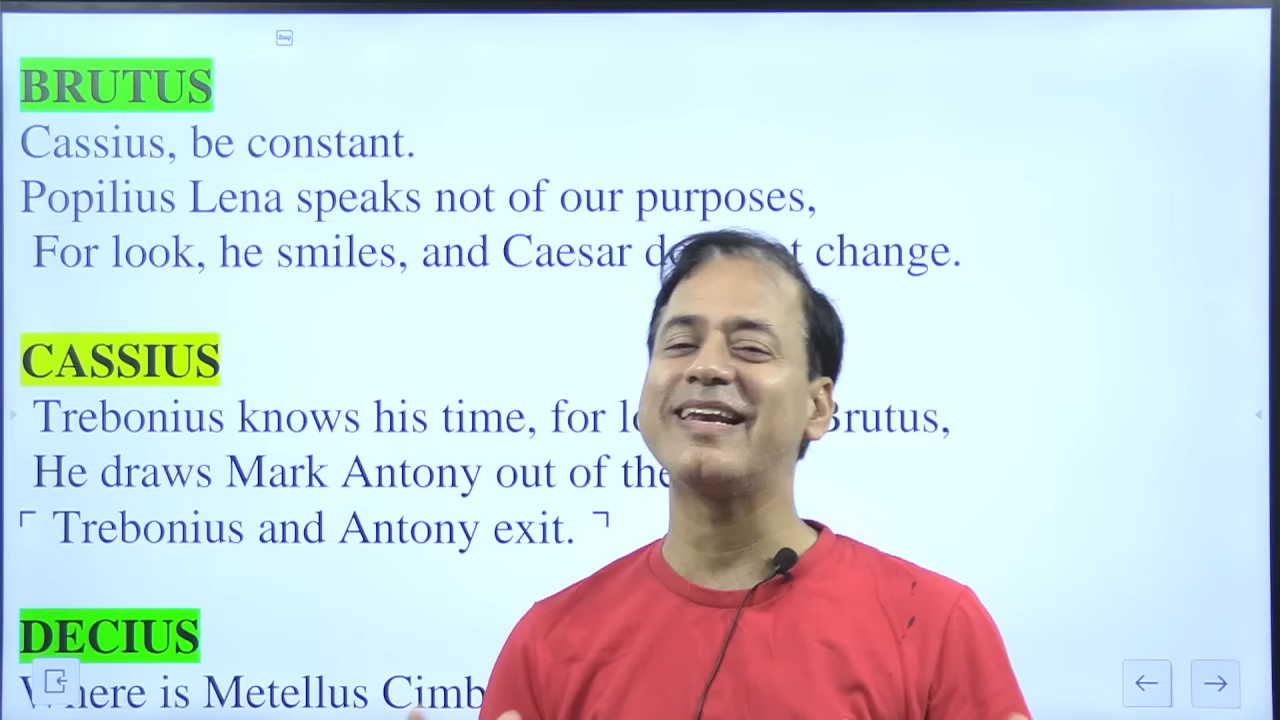 BRUTUS
Cassius, be constant.
Popilius Lena speaks not of our purposes,
For look, he smiles, and Caesar change.
CASSIUS
Trebonius knows his time, for Brutus,
He draws Mark Antony out of the
⌜ Trebonius and Antony exit. ⌝
DECIUS
Where is Metellus